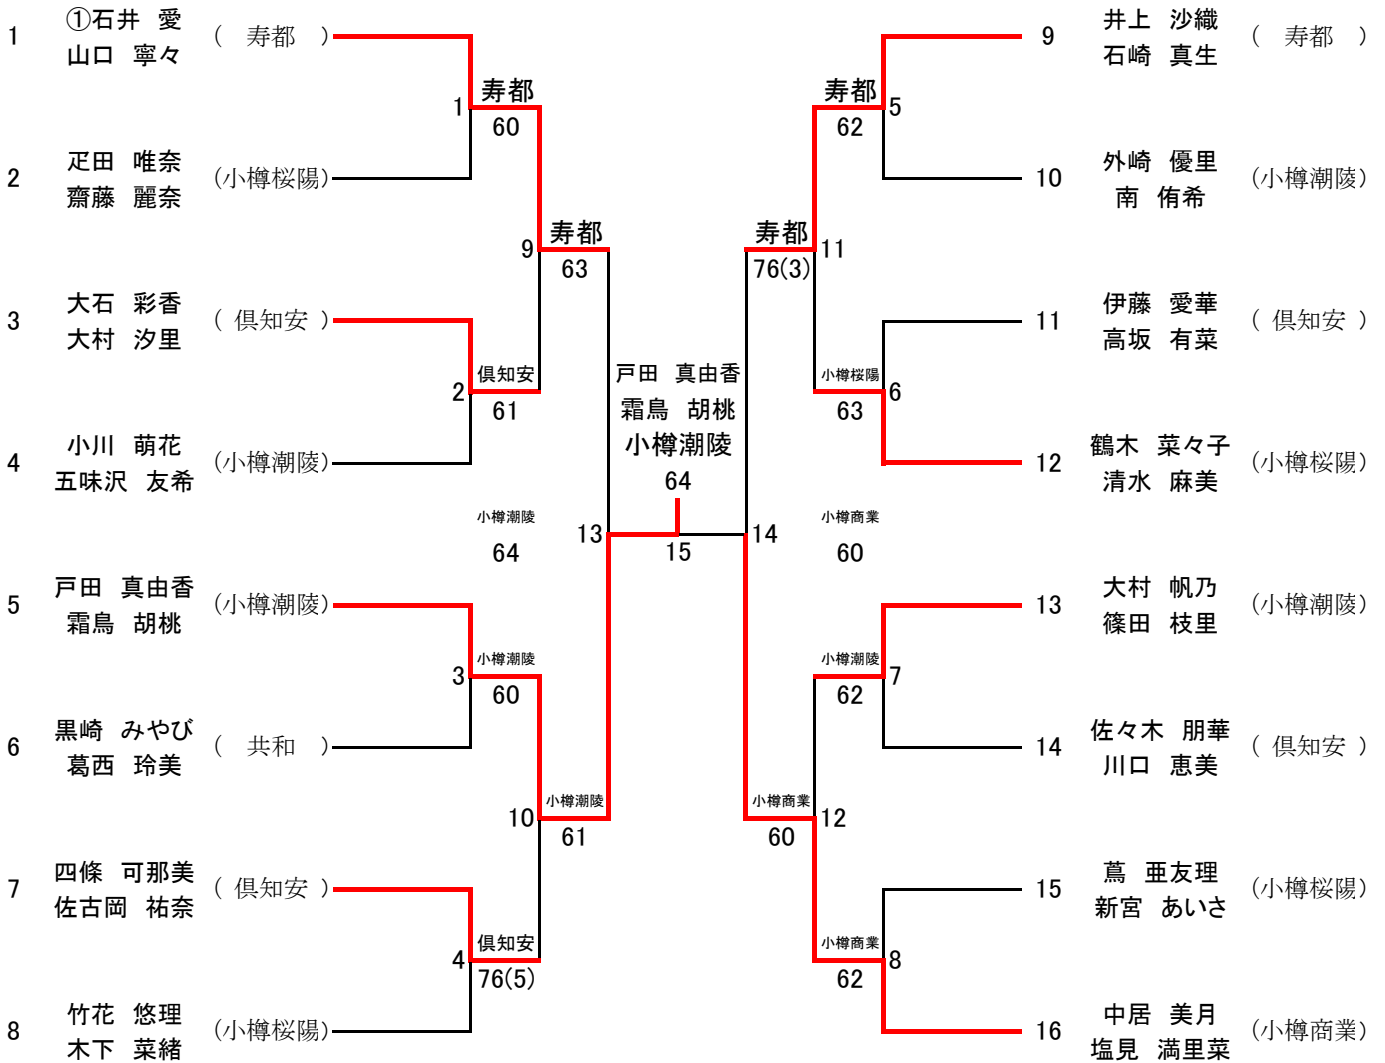 1 ①石井 愛 ( 寿都 )
山口 寧々
2 疋田 唯奈 (小樽桜陽)
齋藤 麗奈
3 大石 彩香 ( 倶知安 )
大村 汐里
4 小川 萌花 (小樽潮陵)
五味沢 友希
5 戸田 真由香 (小樽潮陵)
霜鳥 胡桃
6 黒崎 みやび ( 共和 )
葛西 玲美
7 四條 可那美 ( 倶知安 )
佐古岡 祐奈
8 竹花 悠理 (小樽桜陽)
木下 菜緒
1 寿都
60
2 倶知安
61
3 小樽潮陵
60
4 倶知安
76(5)
9 寿都
63
10 小樽潮陵
61
小樽潮陵
64
13
戸田 真由香
霜鳥 胡桃
小樽潮陵
64
15
14
小樽商業
60
寿都 11
76(3)
小樽商業 12
60
寿都 5
62
小樽桜陽 6
63
小樽潮陵 7
62
小樽商業 8
62
9 井上 沙織 ( 寿都 )
石崎 真生
10 外崎 優里 (小樽潮陵)
南 侑希
11 伊藤 愛華 ( 倶知安 )
高坂 有菜
12 鶴木 菜々子 (小樽桜陽)
清水 麻美
13 大村 帆乃 (小樽潮陵)
篠田 枝里
14 佐々木 朋華 ( 倶知安 )
川口 恵美
15 蔦 亜友理 (小樽桜陽)
新宮 あいさ
16 中居 美月 (小樽商業)
塩見 満里菜